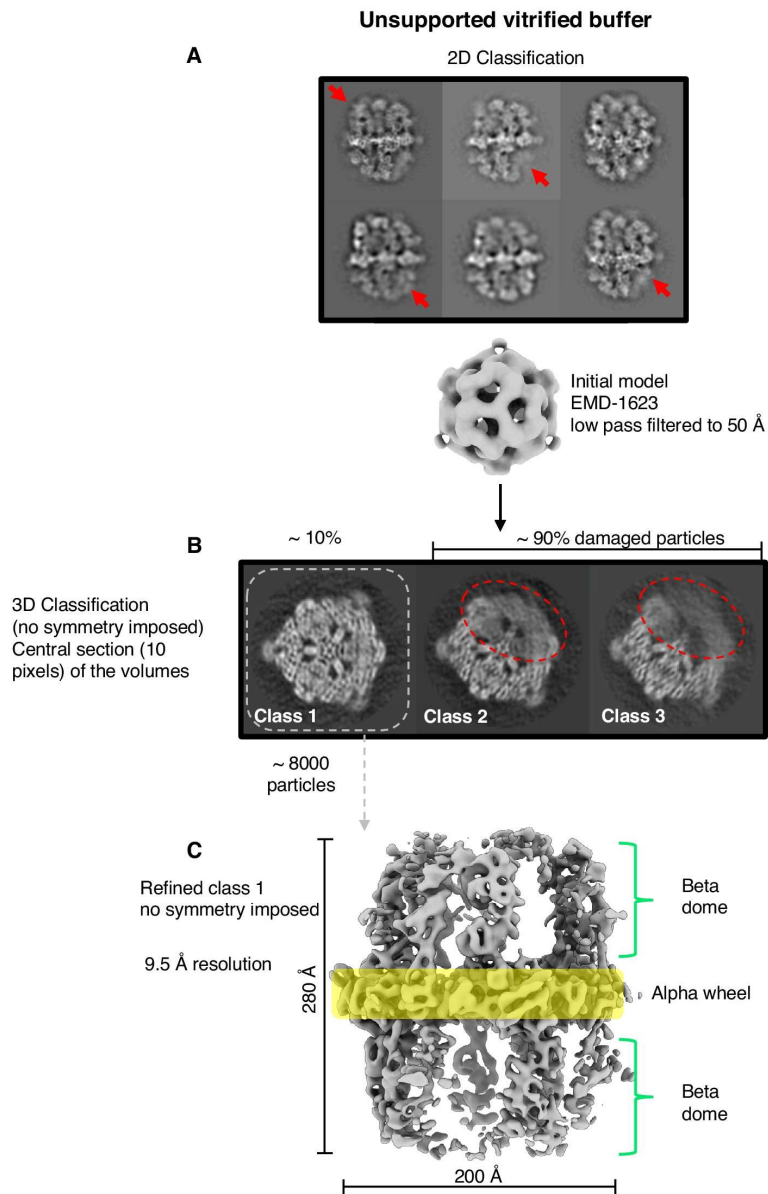 Unsupported vitrified buffer
A
2D Classification
Initial model
EMD-1623
low pass filtered to 50 Å
B
~ 10%
~ 90% damaged particles
3D Classification
(no symmetry imposed)
Central section (10
pixels) of the volumes
Class 1
Class 2
Class 3
~ 8000
particles
C
Refined class 1
no symmetry imposed
9.5 Å resolution
280 Å
Beta
dome
Alpha wheel
Beta
dome
200 Å